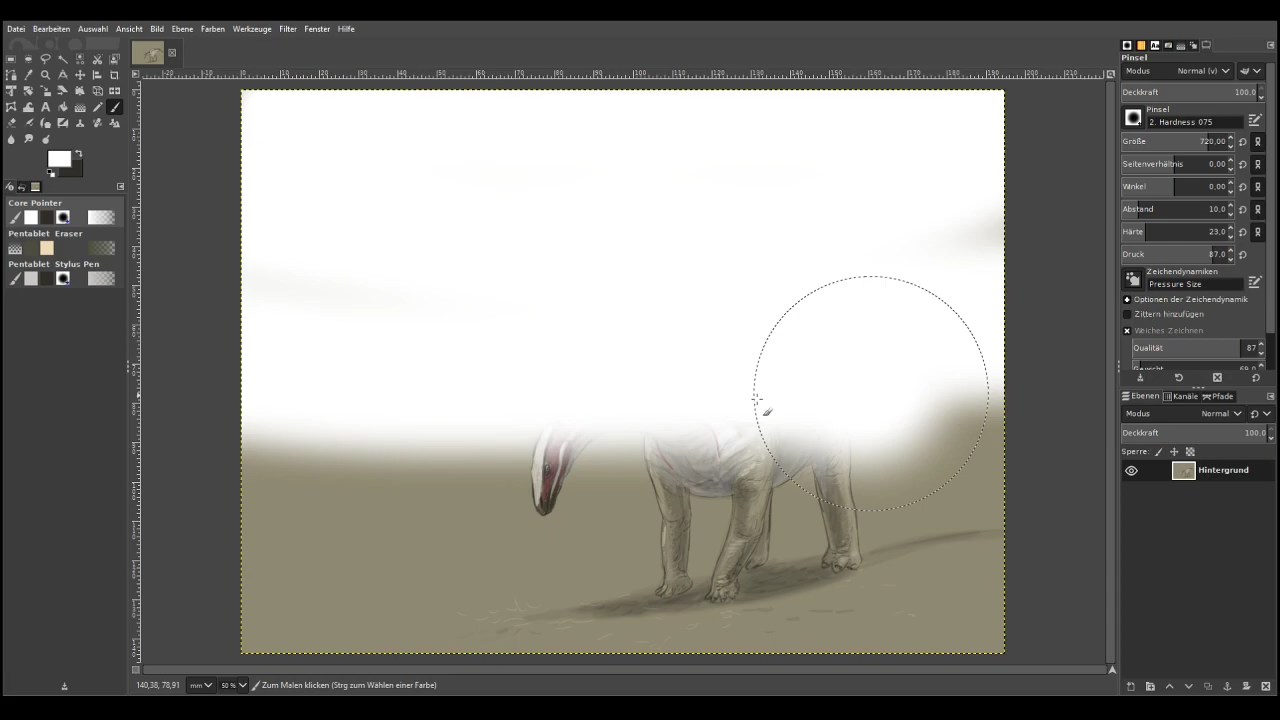 Datei Bearbeiten Auswahl Ansicht Bild Ebene Farben Werkzeuge Filter Fenster Hilfe
Core Pointer
Pentablet Eraser
Pentablet Stylus Pen
Pinsel
Modus Normal (v)
Deckkraft 100,0
Pinsel
2. Hardness 075
Größe 720,00
Seitenverhältnis 0,00
Winkel 0,00
Abstand 10,0
Härte 23,0
Druck 87,0
Zeichendynamiken
Pressure Size
Optionen der Zeichendynamik
Zittern hinzufügen
Weiches Zeichnen
Qualität 87
Ebenen Kanäle Pfade
Modus Normal
Deckkraft 100,0
Sperre:
Hintergrund
140,38, 78,91 mm 50 % Zum Malen klicken (Strg zum Wählen einer Farbe)